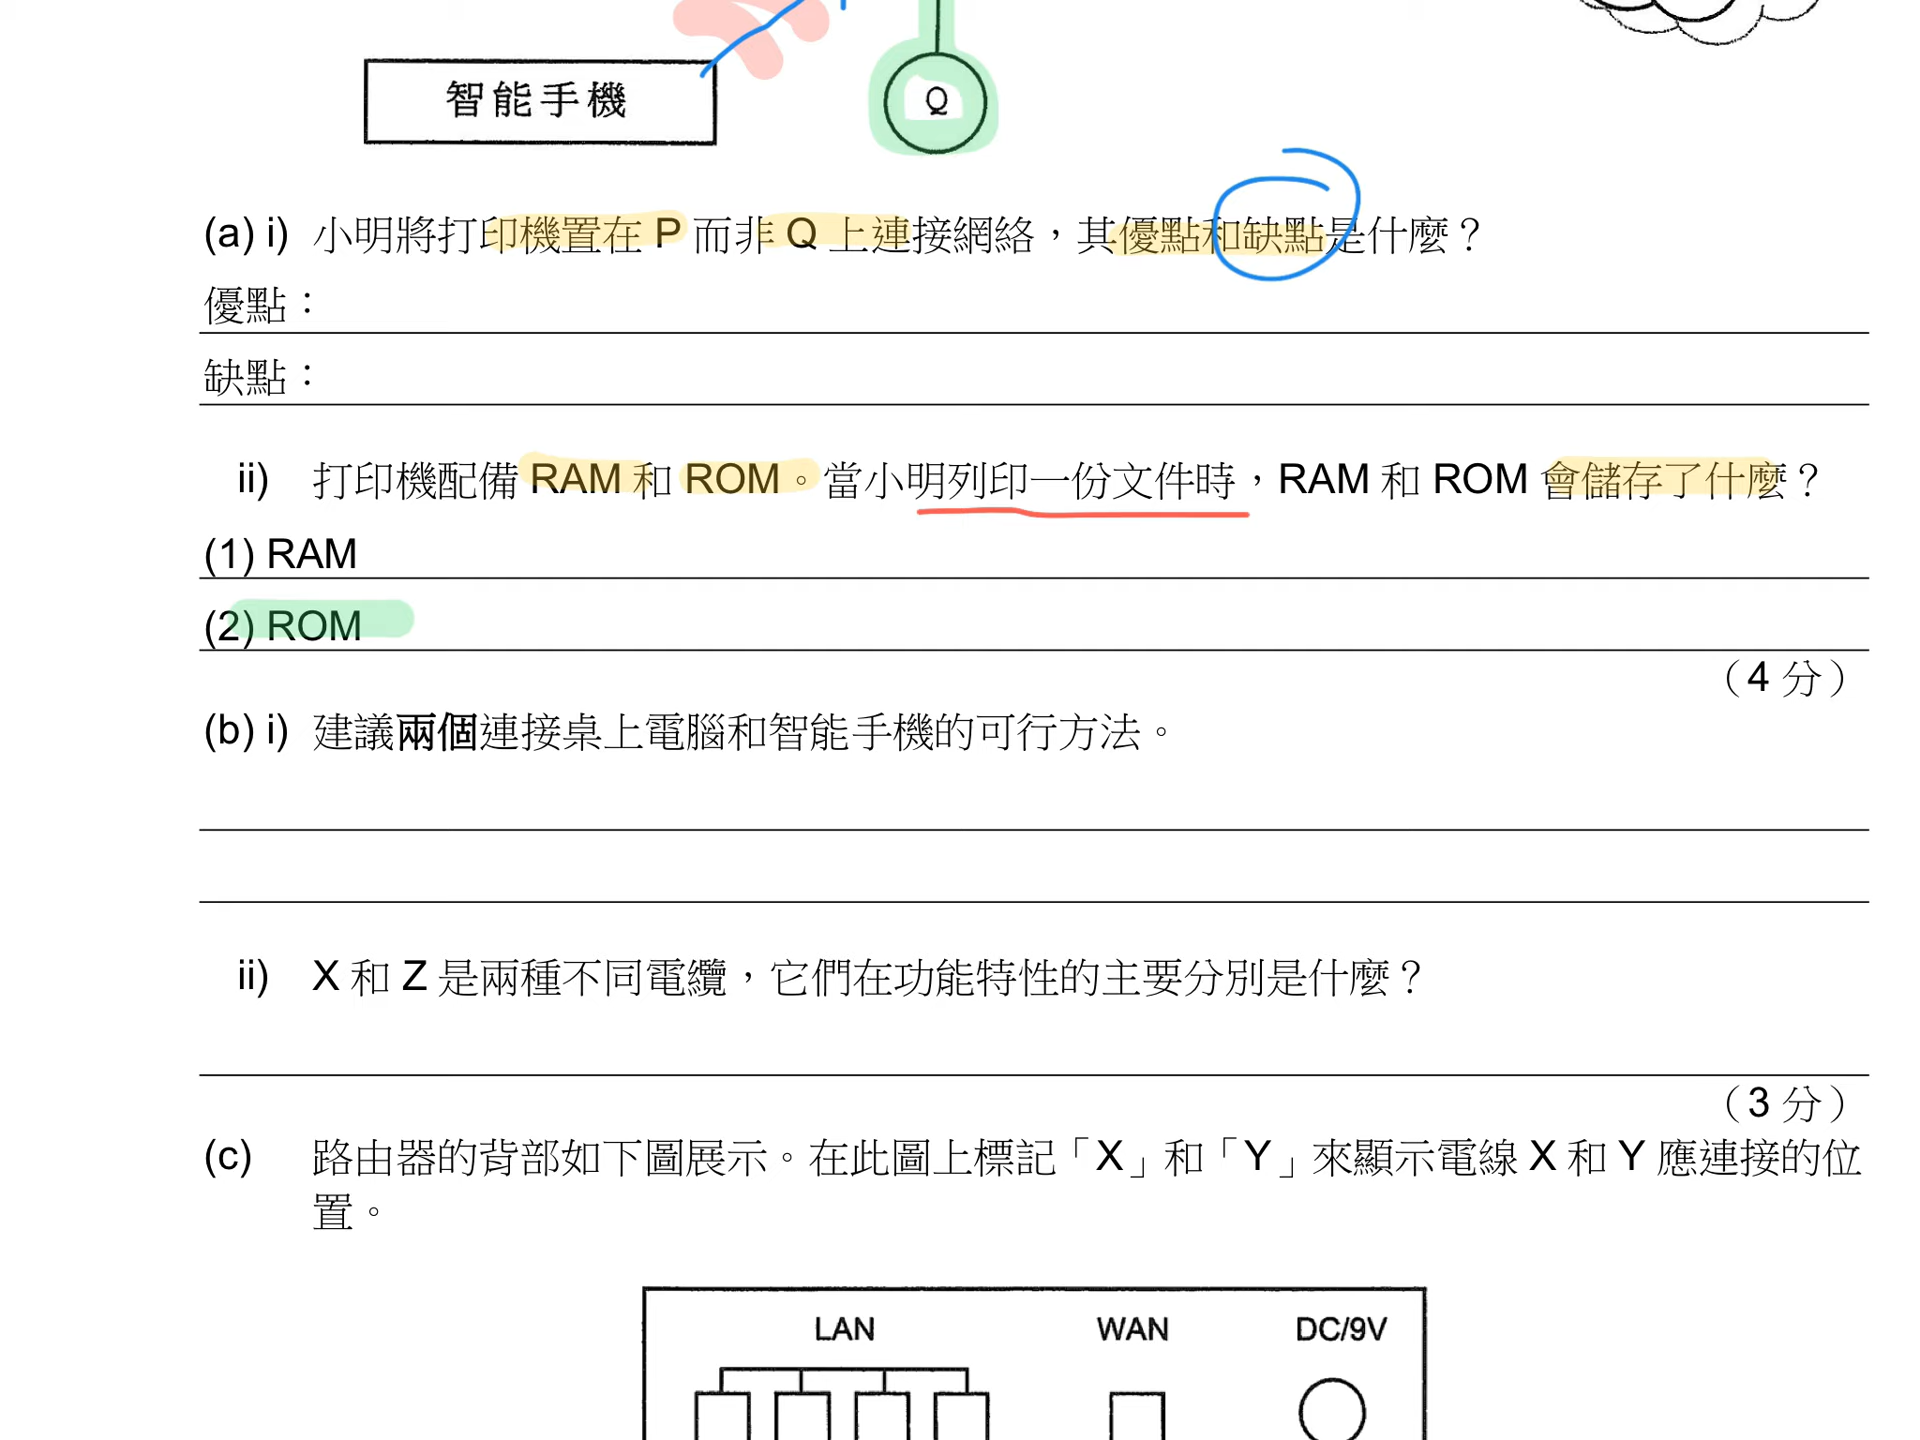 智能手機
Q
(a) i) 小明將打印機置在 P 而非 Q 上連接網絡，其優點和缺點是什麼？
優點：
缺點：
ii) 打印機配備 RAM 和 ROM。當小明列印一份文件時，RAM 和 ROM 會儲存了什麼？
(1) RAM
(2) ROM
（4 分）
(b) i) 建議兩個連接桌上電腦和智能手機的可行方法。
ii) X 和 Z 是兩種不同電纜，它們在功能特性的主要分別是什麼？
（3 分）
(c) 路由器的背部如下圖展示。在此圖上標記「X」和「Y」來顯示電線 X 和 Y 應連接的位
置。
LAN WAN DC/9V